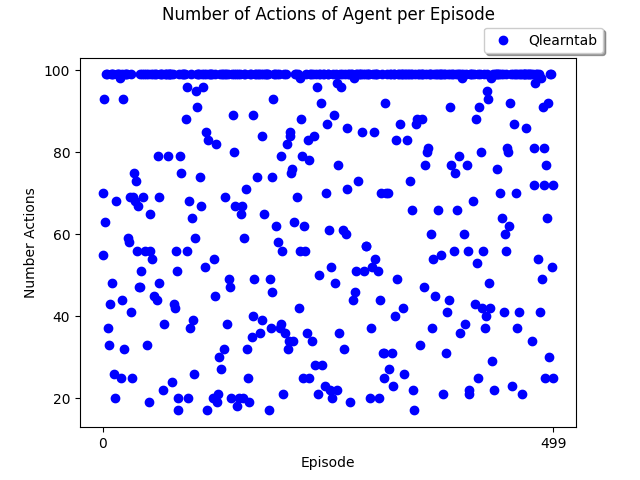 Number of Actions of Agent per Episode
Qlearntab
100
80
60
40
20
Number Actions
0
499
Episode